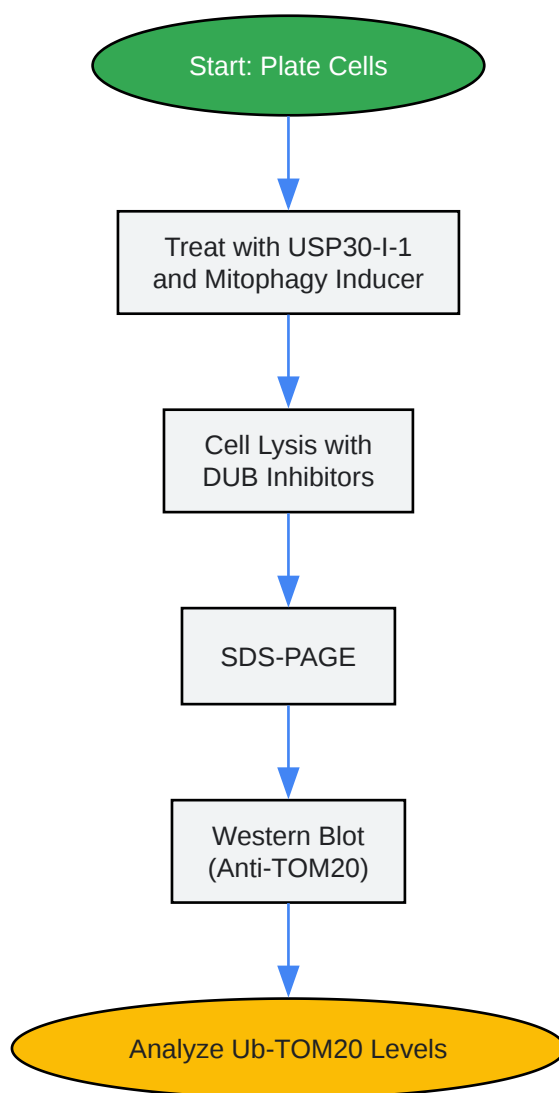 Start: Plate Cells
Treat with USP30-I-1
and Mitophagy Inducer
Cell Lysis with
DUB Inhibitors
SDS-PAGE
Western Blot
(Anti-TOM20)
Analyze Ub-TOM20 Levels